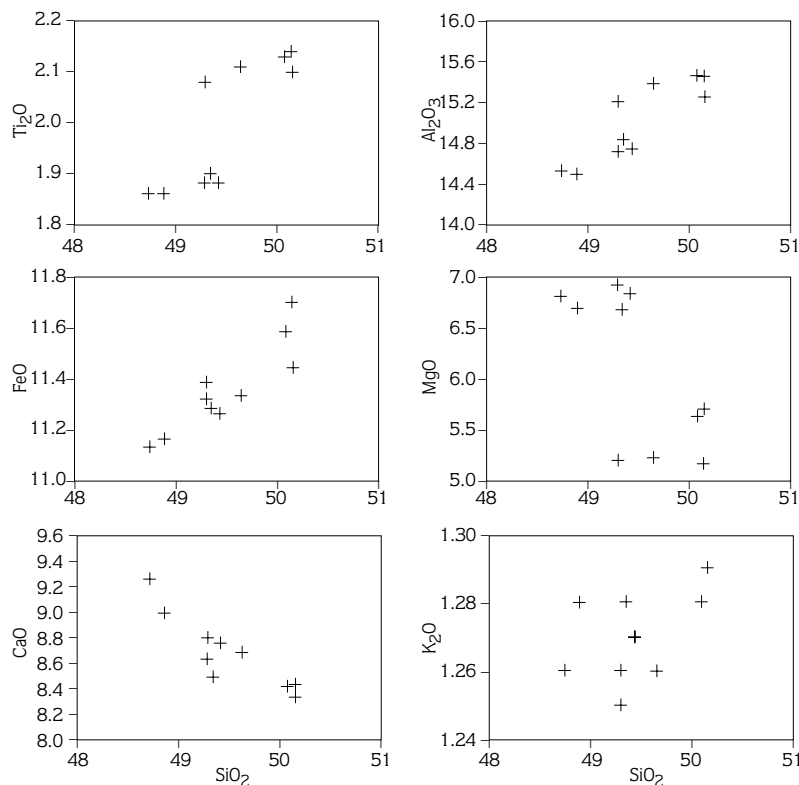 2.2
2.1
2.0
1.9
1.8
Ti₂O
48 49 50 51
16.0
15.6
15.2
14.8
14.4
14.0
Al₂O₃
48 49 50 51
11.8
11.6
11.4
11.2
11.0
FeO
48 49 50 51
7.0
6.5
6.0
5.5
5.0
MgO
48 49 50 51
9.6
9.4
9.2
9.0
8.8
8.6
8.4
8.2
8.0
CaO
48 49 50 51
SiO₂
1.30
1.28
1.26
1.24
K₂O
48 49 50 51
SiO₂